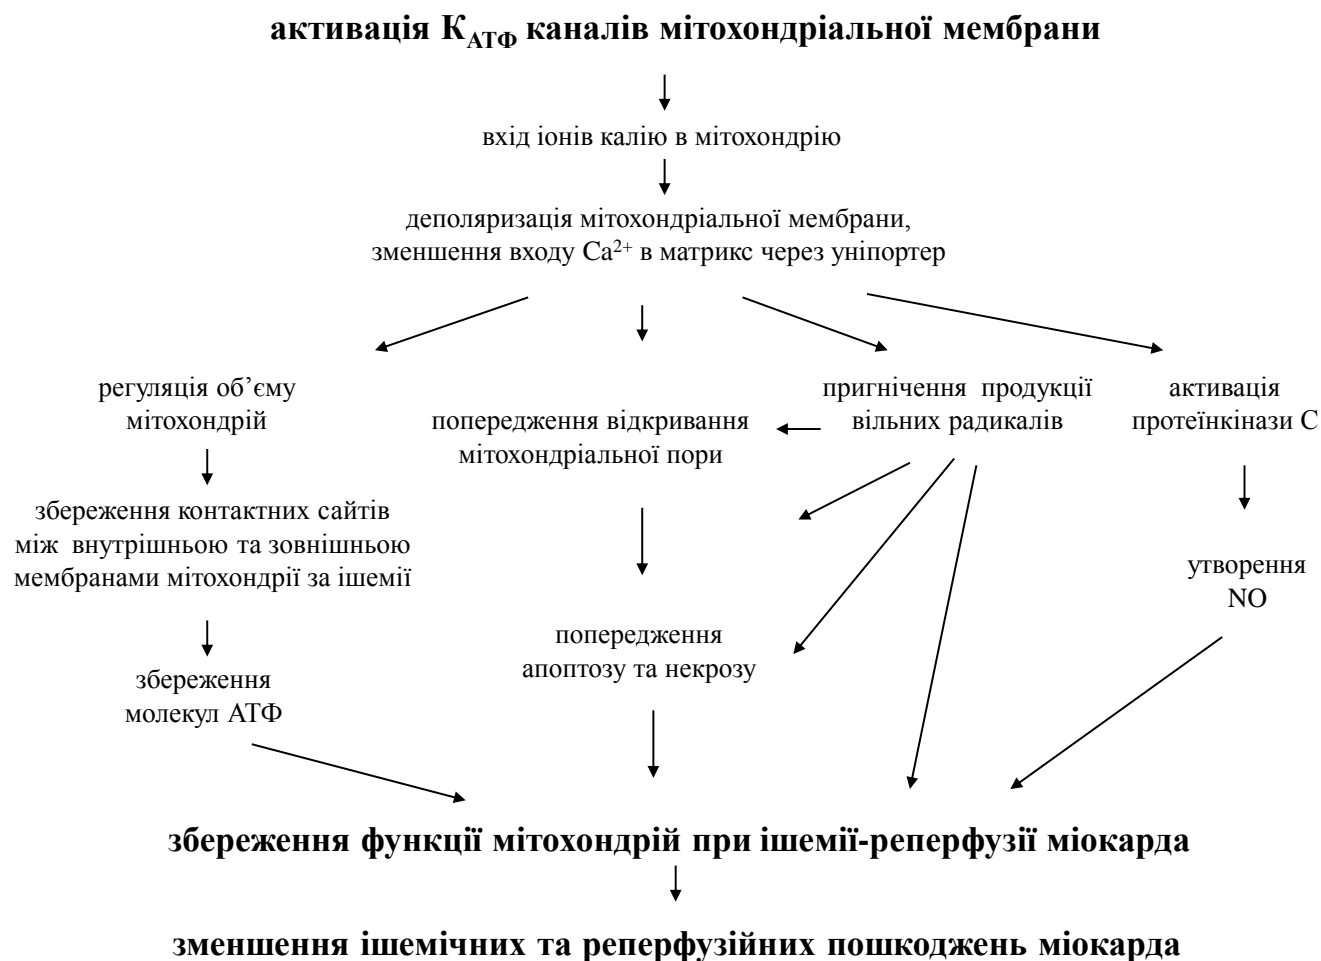 активація K_АТФ каналів мітохондріальної мембрани
вхід іонів калію в мітохондрію
деполяризація мітохондріальної мембрани,
зменшення входу Ca²⁺ в матрикс через уніпортер
регуляція об’єму
мітохондрій
попередження відкривання
мітохондріальної пори
пригнічення продукції
вільних радикалів
активація
протеїнкінази С
збереження контактних сайтів
між внутрішньою та зовнішньою
мембранами мітохондрії за ішемії
утворення
NO
попередження
апоптозу та некрозу
збереження
молекул АТФ
збереження функції мітохондрій при ішемії-реперфузії міокарда
зменшення ішемічних та реперфузійних пошкоджень міокарда